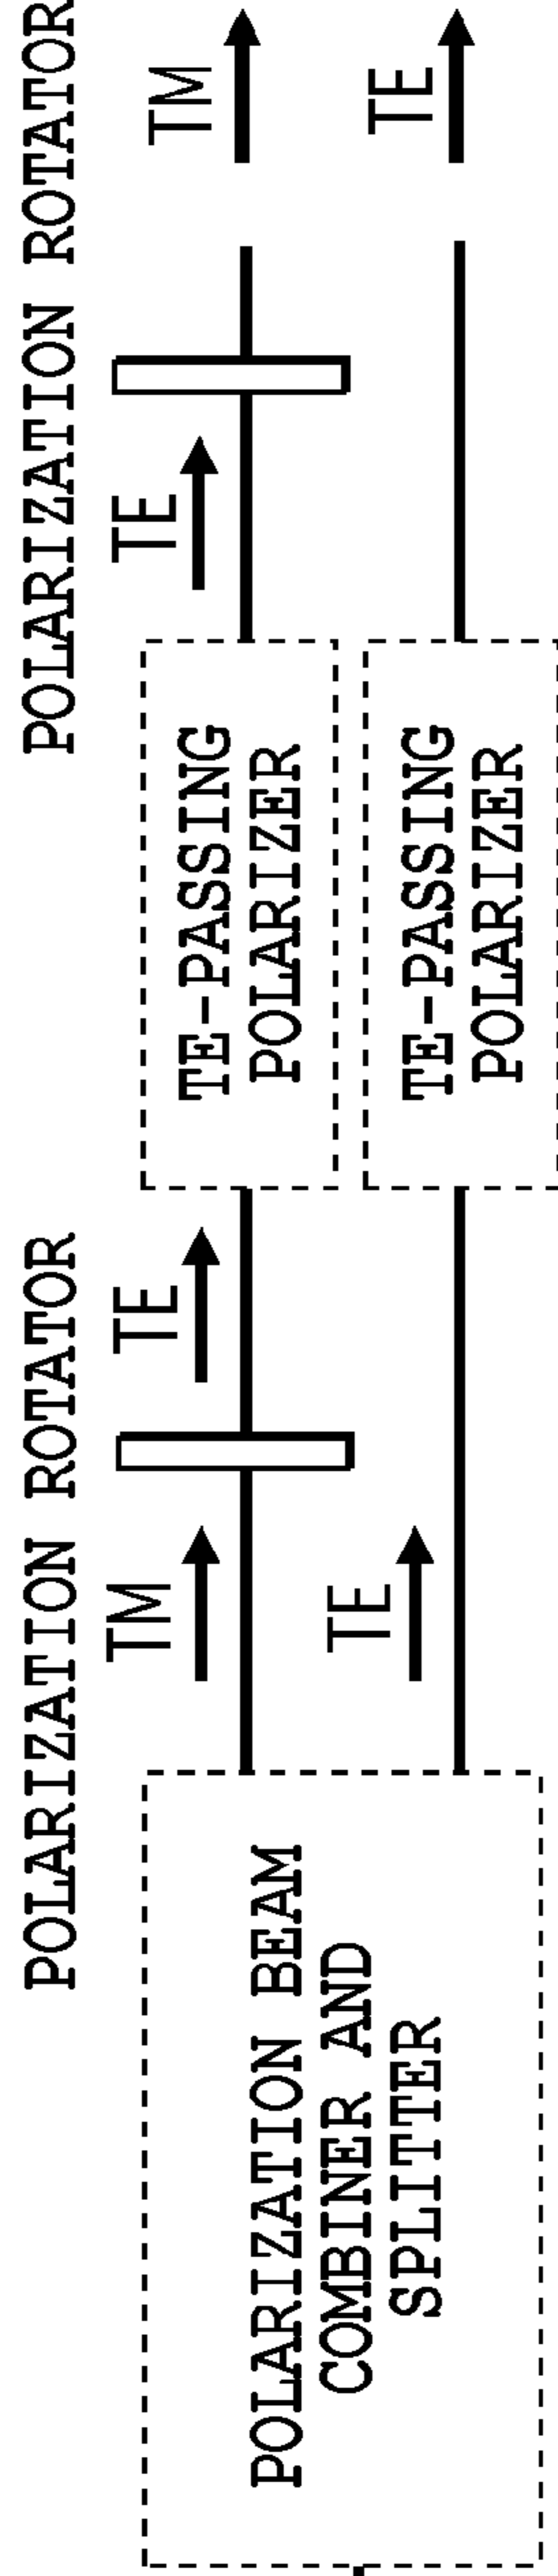 POLARIZATION ROTATOR
POLARIZATION ROTATOR
TM
TE
TE
TM
TE-PASSING
POLARIZER
POLARIZATION BEAM
COMBINER AND
SPLITTER
TE
TE
TE-PASSING
POLARIZER